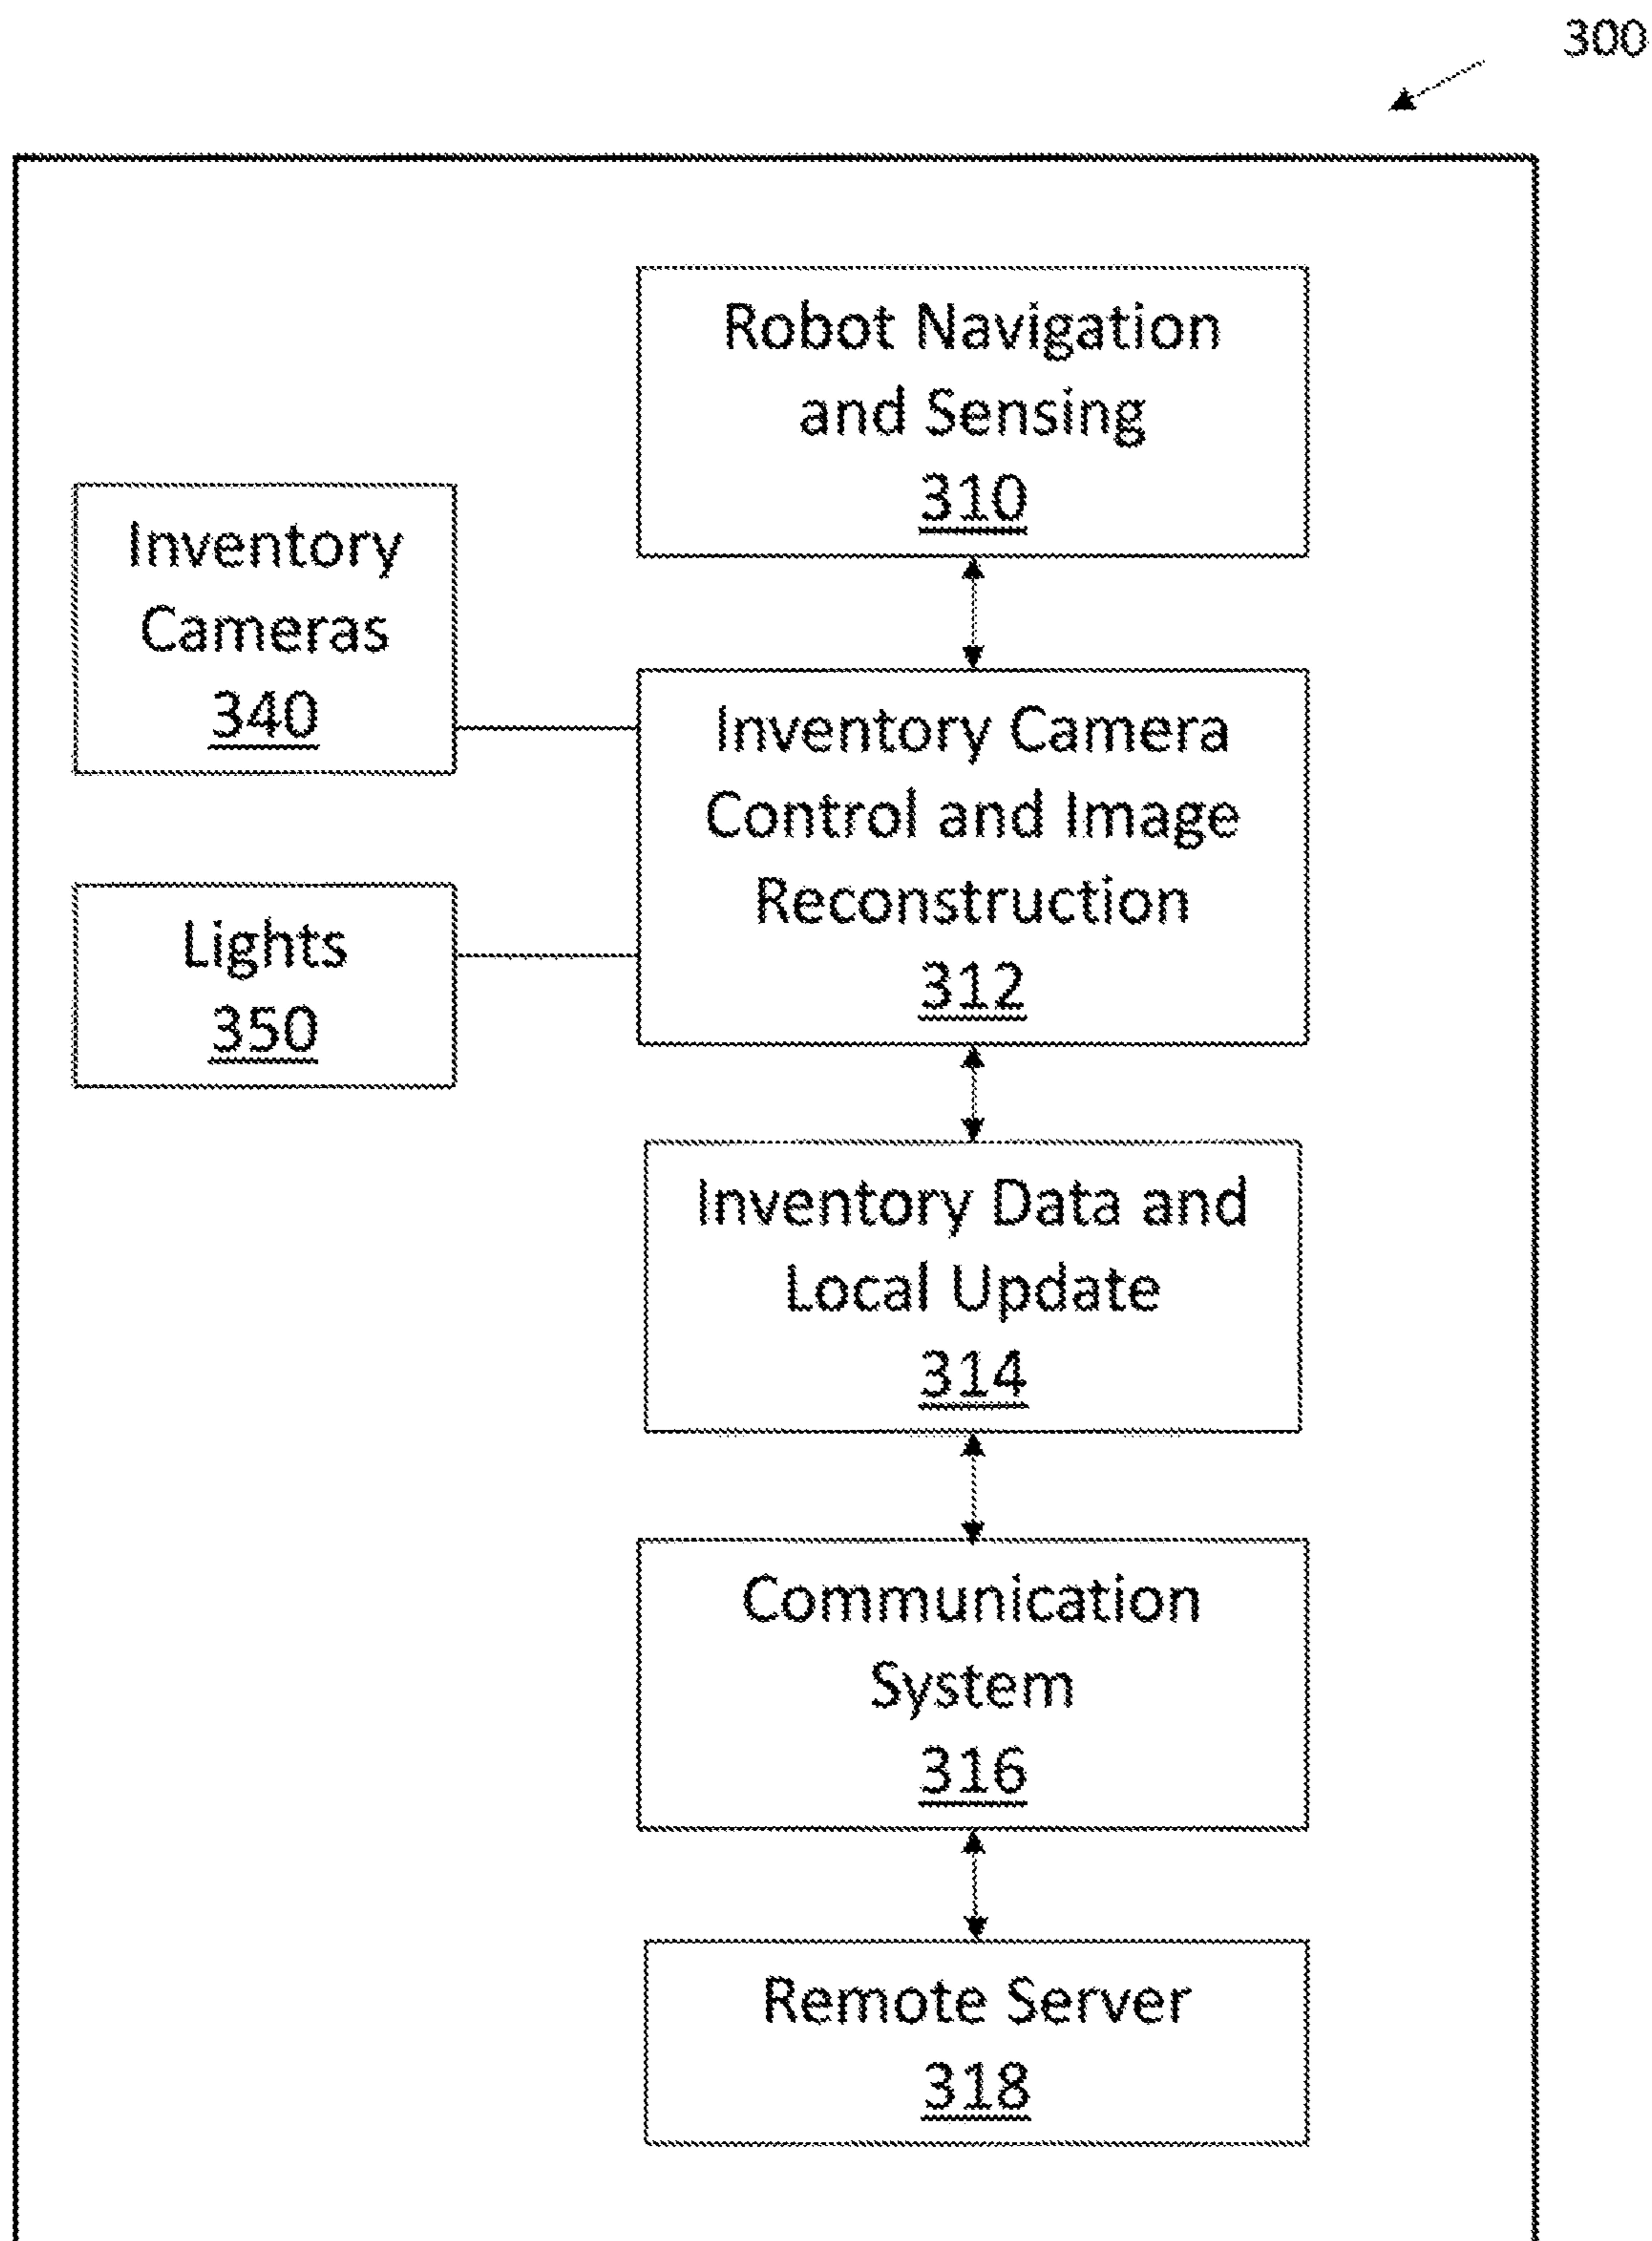 300
Robot Navigation
and Sensing
310
Inventory
Cameras
340
Inventory Camera
Control and Image
Reconstruction
312
Lights
350
Inventory Data and
Local Update
314
Communication
System
316
Remote Server
318